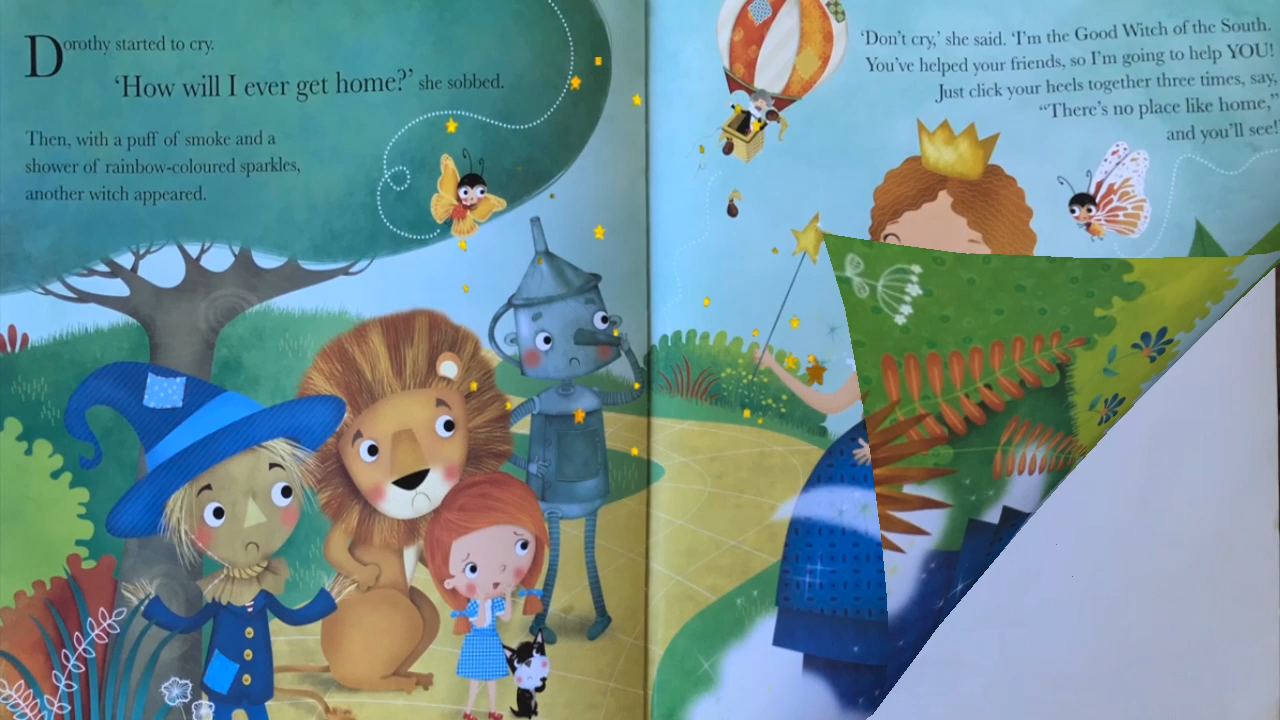 Dorothy started to cry.
‘How will I ever get home?’ she sobbed.
Then, with a puff of smoke and a
shower of rainbow-coloured sparkles,
another witch appeared.
‘Don’t cry,’ she said. ‘I’m the Good Witch of the South.
You’ve helped your friends, so I’m going to help YOU!
Just click your heels together three times, say,
“There’s no place like home,”
and you’ll see!’